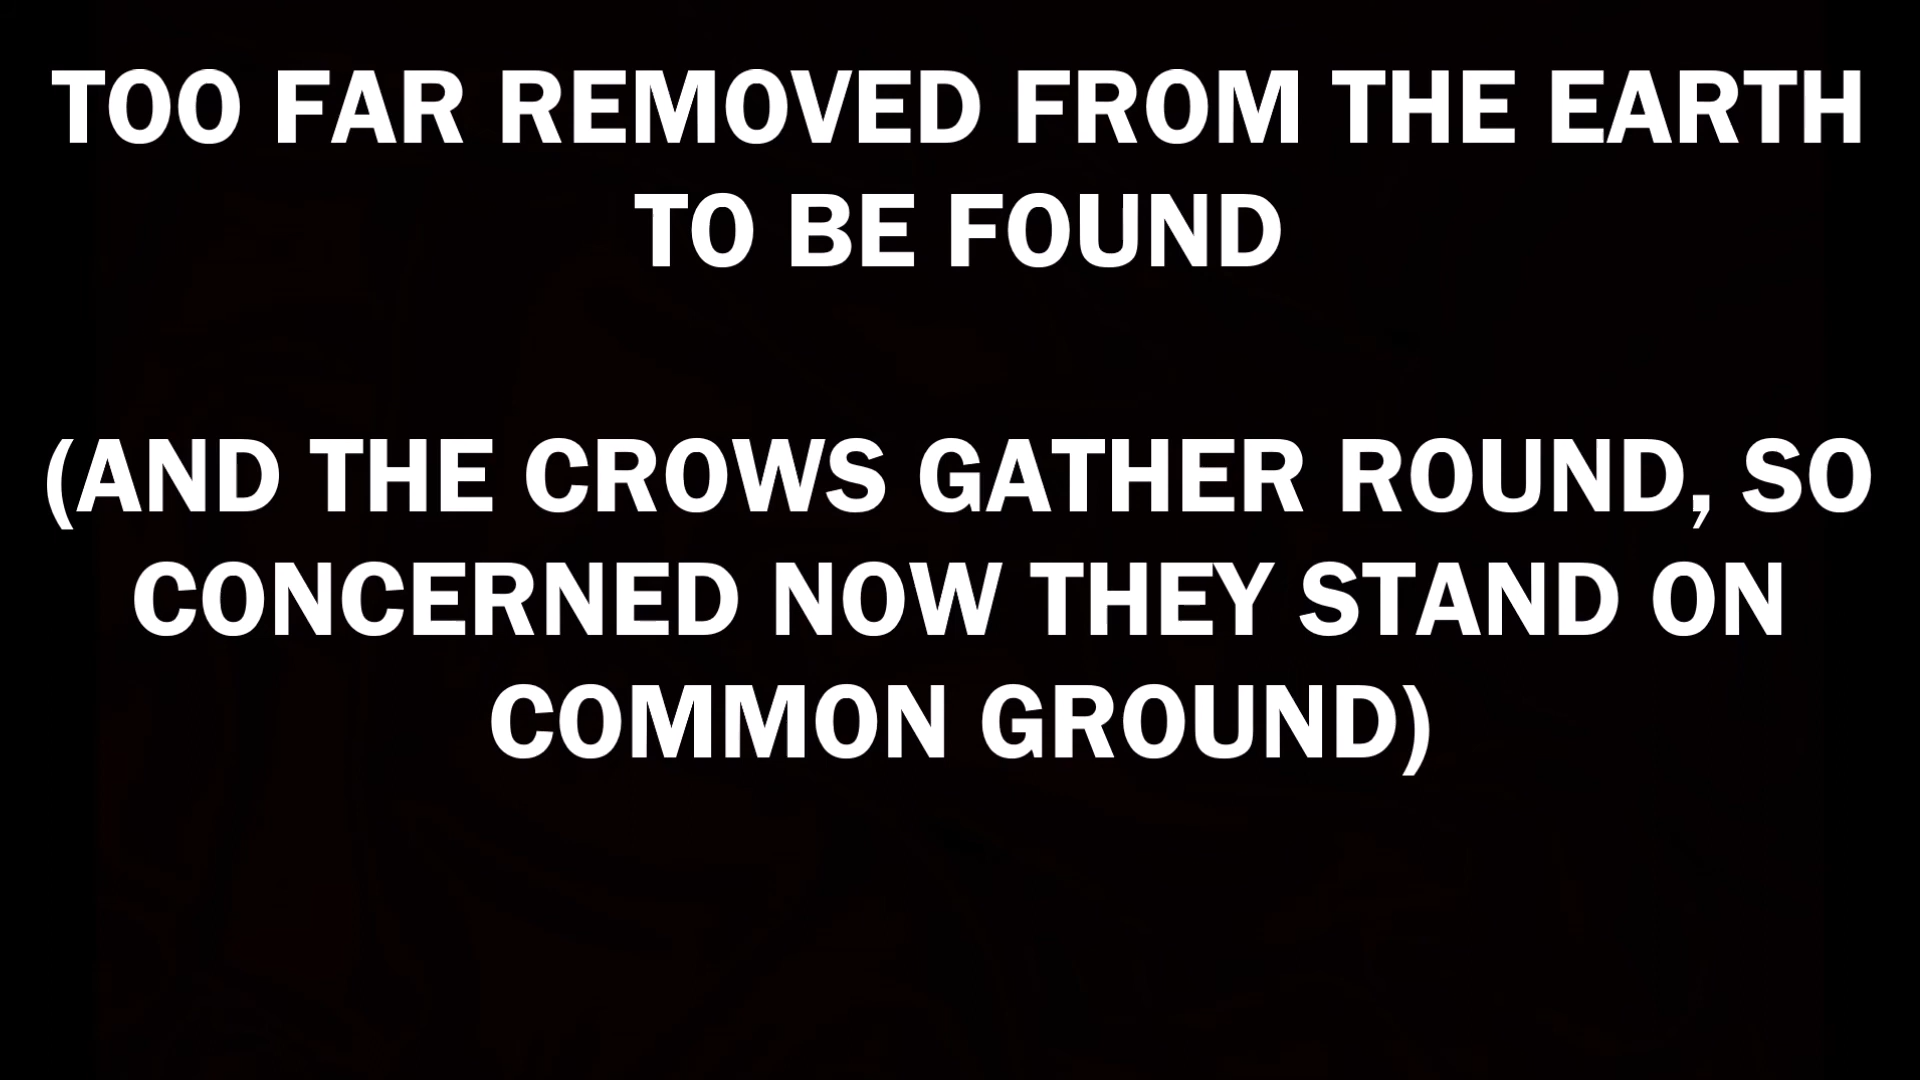 TOO FAR REMOVED FROM THE EARTH
TO BE FOUND
(AND THE CROWS GATHER ROUND, SO
CONCERNED NOW THEY STAND ON
COMMON GROUND)